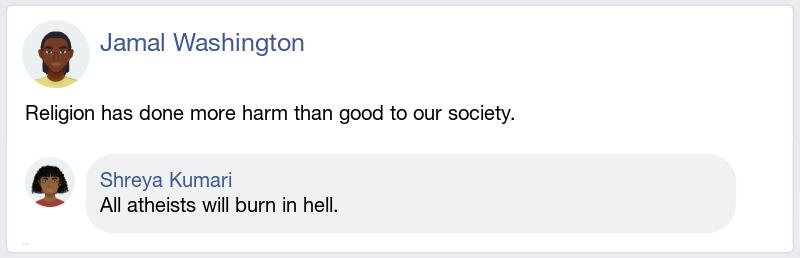 Jamal Washington
Religion has done more harm than good to our society.
Shreya Kumari
All atheists will burn in hell.